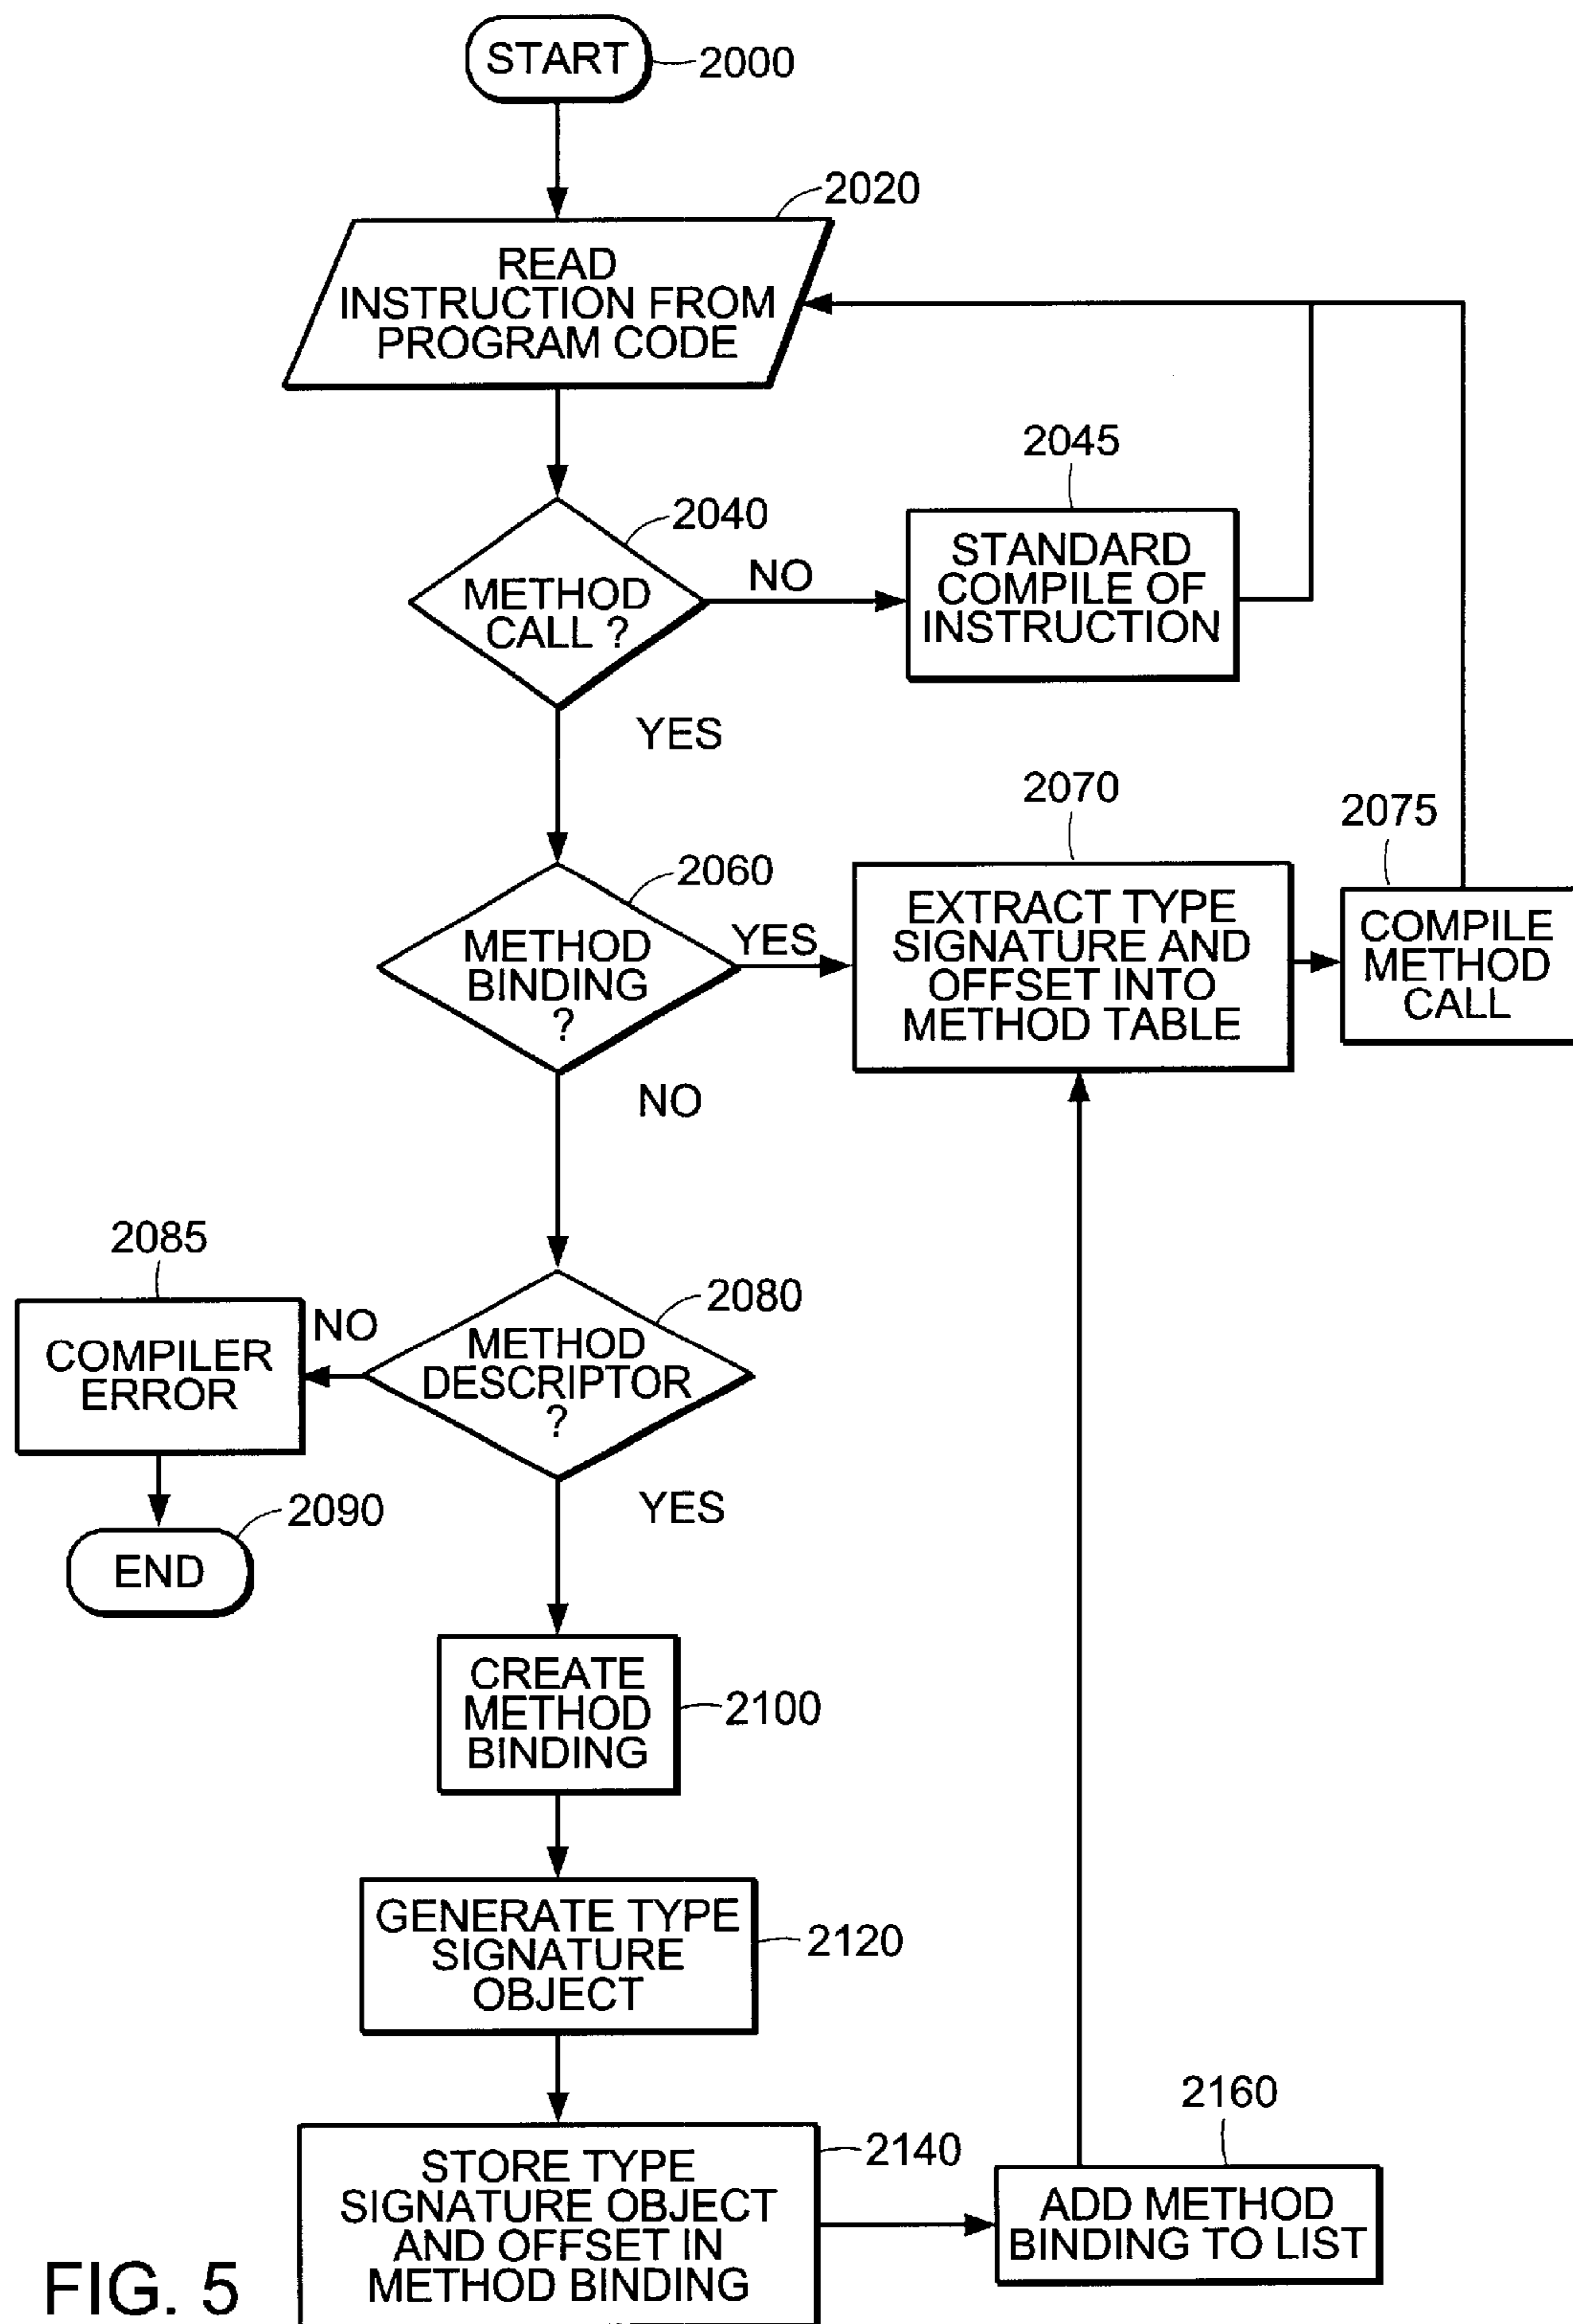 START
2000
2020
READ
INSTRUCTION FROM
PROGRAM CODE
2040
METHOD
CALL ?
NO
2045
STANDARD
COMPILE OF
INSTRUCTION
YES
2060
METHOD
BINDING
?
YES
2070
EXTRACT TYPE
SIGNATURE AND
OFFSET INTO
METHOD TABLE
2075
COMPILE
METHOD
CALL
NO
2080
METHOD
DESCRIPTOR
?
NO
2085
COMPILER
ERROR
2090
END
YES
CREATE
METHOD
BINDING
2100
GENERATE TYPE
SIGNATURE
OBJECT
2120
STORE TYPE
SIGNATURE OBJECT
AND OFFSET IN
METHOD BINDING
2140
2160
ADD METHOD
BINDING TO LIST
FIG. 5